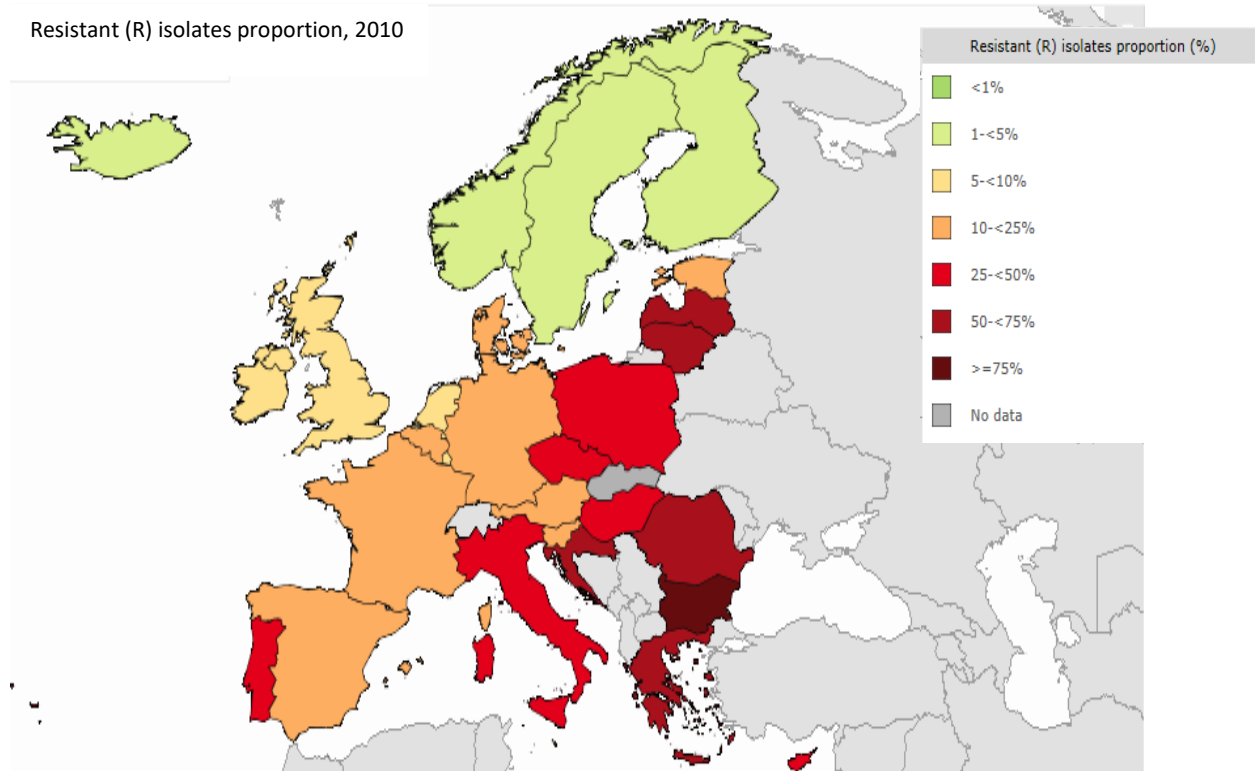 Resistant (R) isolates proportion, 2010
Resistant (R) isolates proportion (%)
<1%
1-<5%
5-<10%
10-<25%
25-<50%
50-<75%
>=75%
No data